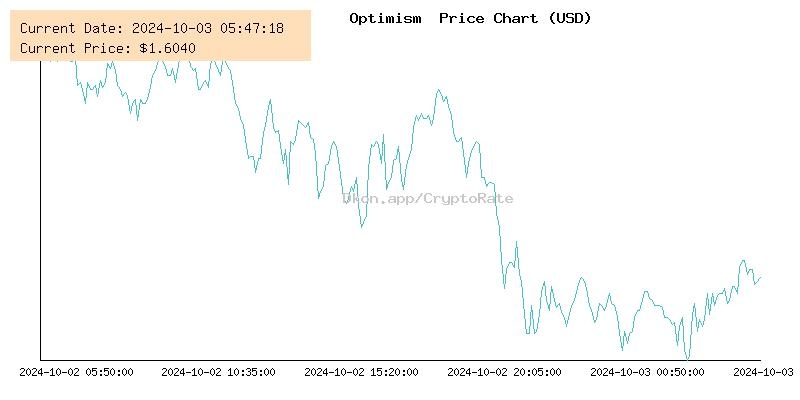 Optimism Price Chart (USD)
Current Date: 2024-10-03 05:47:18
Current Price: $1.6040
Dkon.app/CryptoRate
2024-10-02 05:50:00 2024-10-02 10:35:00 2024-10-02 15:20:00 2024-10-02 20:05:00 2024-10-03 00:50:00 2024-10-03